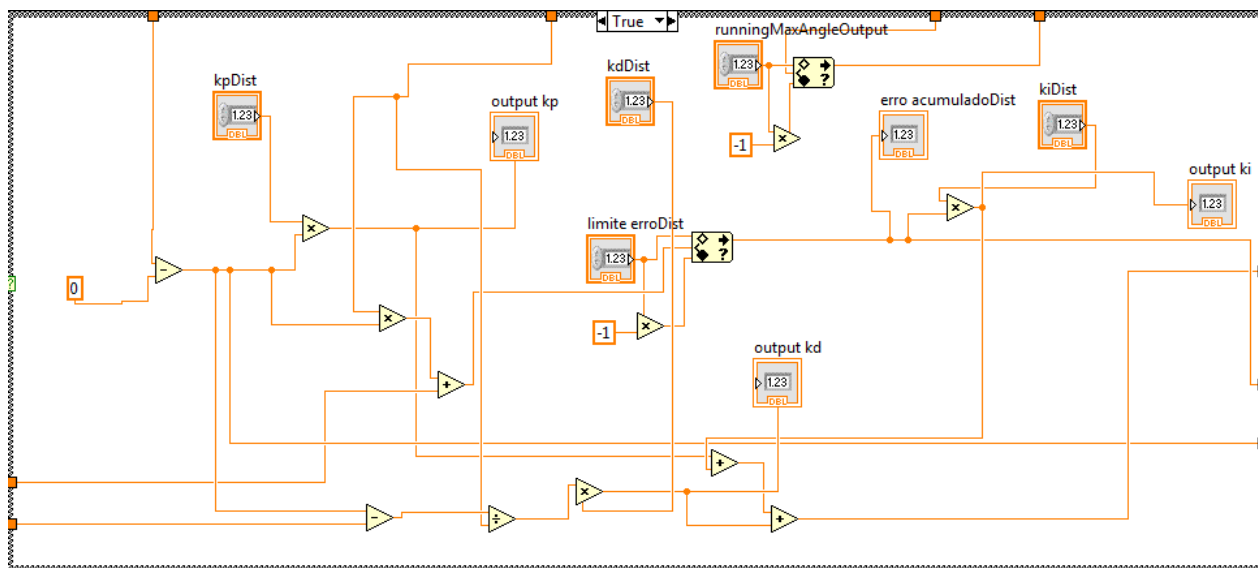 True
runningMaxAngleOutput
1.23
kpDist
1.23
DBL
output kp
1.23
DBL
kdDist
1.23
DBL
-1
erro acumuladoDist
1.23
DBL
kiDist
1.23
DBL
output ki
1.23
DBL
limite erroDist
1.23
DBL
0
-1
output kd
1.23
DBL
DBL
?
?
?